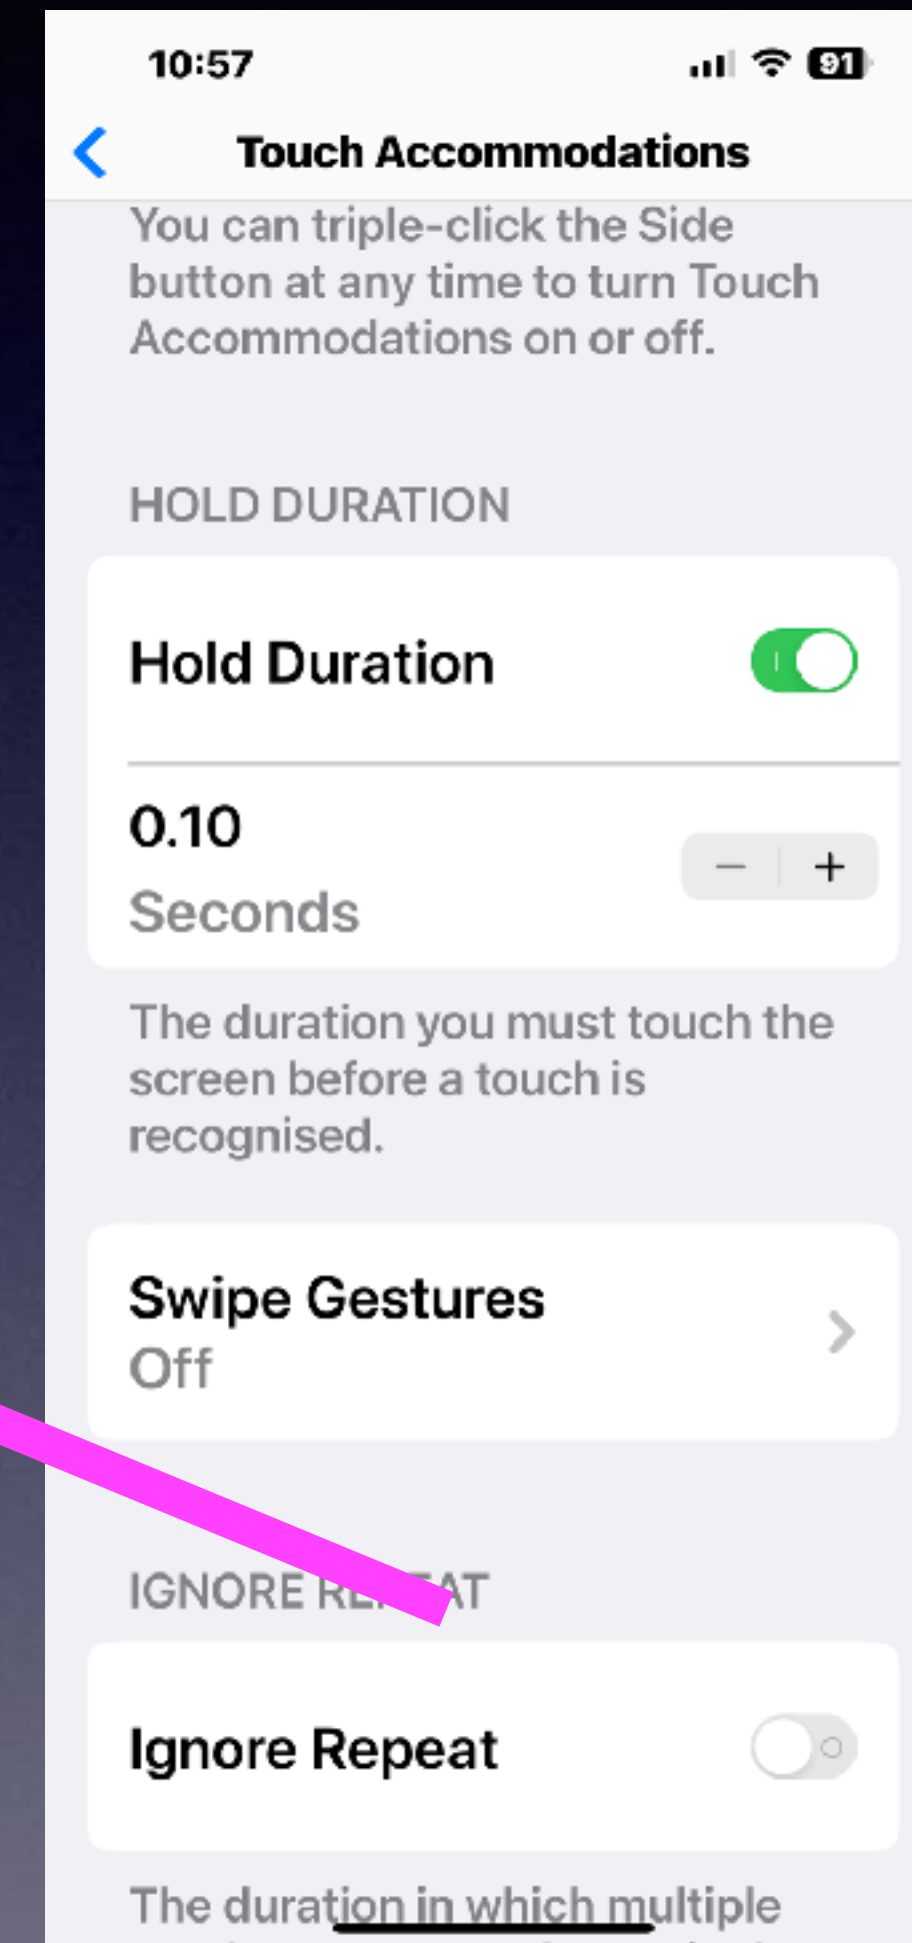 10:57
91
Touch Accommodations
You can triple-click the Side
button at any time to turn Touch
Accommodations on or off.
HOLD DURATION
Hold Duration
0.10
Seconds
The duration you must touch the
screen before a touch is
recognised.
Swipe Gestures
Off
IGNORE REPEAT
Ignore Repeat
The duration in which multiple